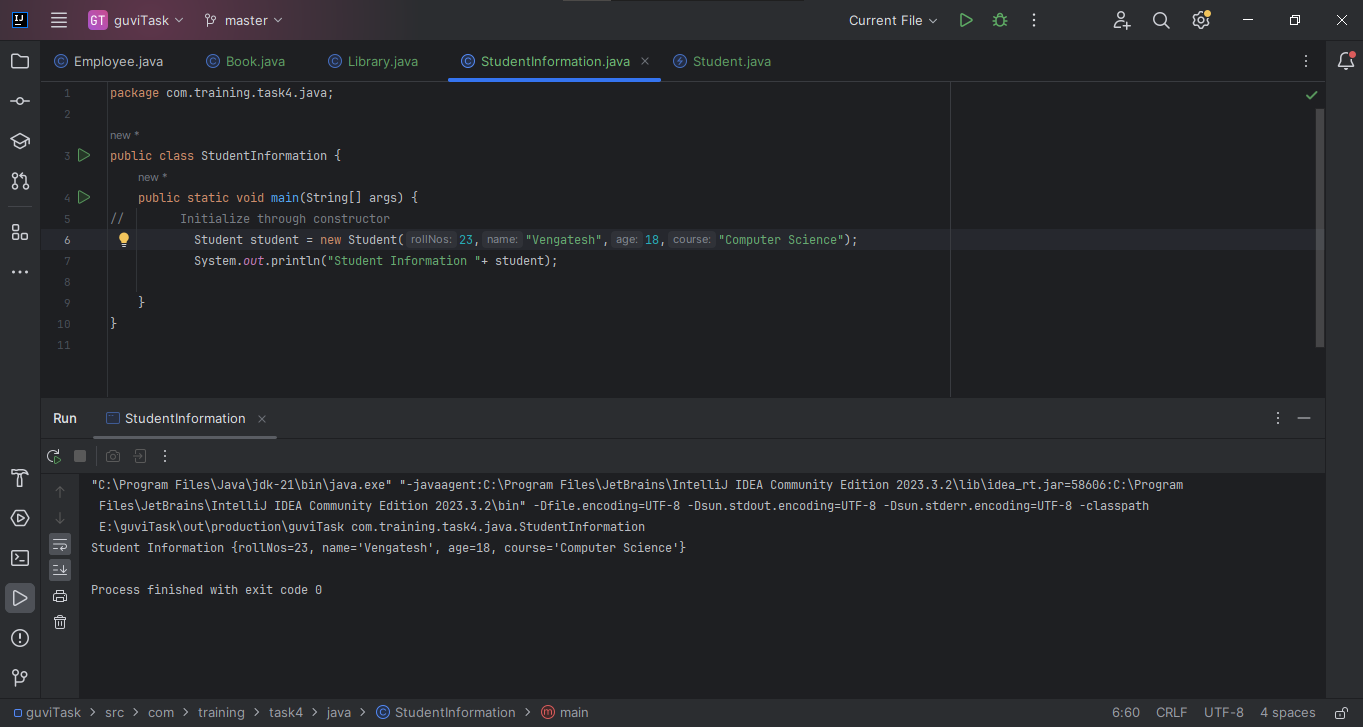 IJ GT guviTask master Current File
Employee.java Book.java Library.java StudentInformation.java Student.java
1 package com.training.task4.java;
2
new *
3 public class StudentInformation {
new *
4 public static void main(String[] args) {
5 // Initialize through constructor
6 Student student = new Student( rollNos: 23, name: "Vengatesh", age: 18, course: "Computer Science");
7 System.out.println("Student Information "+ student);
8
9 }
10 }
11
Run StudentInformation
"C:\Program Files\Java\jdk-21\bin\java.exe" "-javaagent:C:\Program Files\JetBrains\IntelliJ IDEA Community Edition 2023.3.2\lib\idea_rt.jar=58606:C:\Program
Files\JetBrains\IntelliJ IDEA Community Edition 2023.3.2\bin" -Dfile.encoding=UTF-8 -Dsun.stdout.encoding=UTF-8 -Dsun.stderr.encoding=UTF-8 -classpath
E:\guviTask\out\production\guviTask com.training.task4.java.StudentInformation
Student Information {rollNos=23, name='Vengatesh', age=18, course='Computer Science'}
Process finished with exit code 0
guviTask > src > com > training > task4 > java > C StudentInformation > m main 6:60 CRLF UTF-8 4 spaces